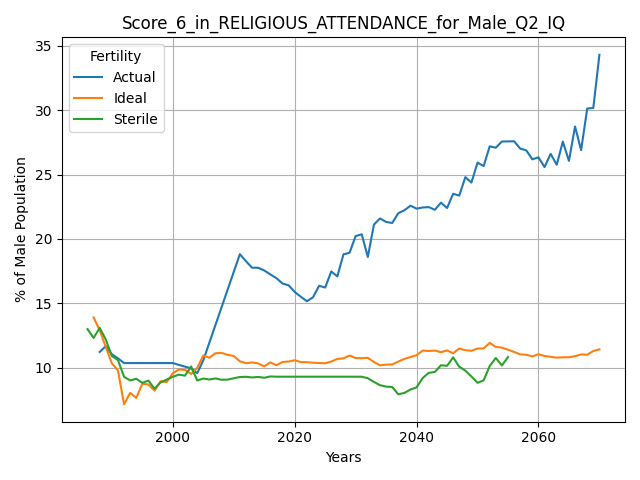 Score_6_in_RELIGIOUS_ATTENDANCE_for_Male_Q2_IQ
Fertility
Actual
Ideal
Sterile
% of Male Population
35
30
25
20
15
10
2000
2020
2040
2060
Years